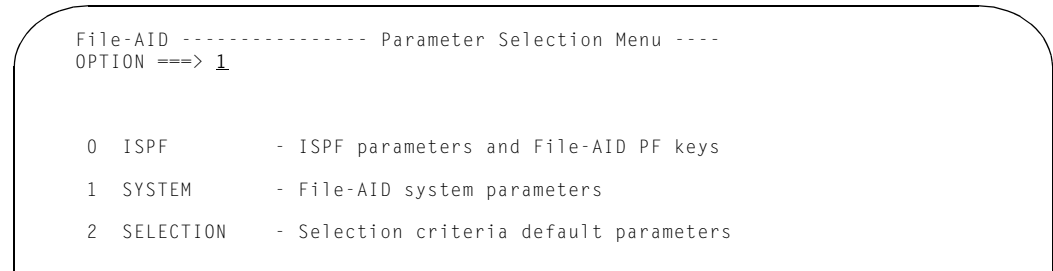 File-AID ---------------- Parameter Selection Menu ----
OPTION ===> 1
0 ISPF - ISPF parameters and File-AID PF keys
1 SYSTEM - File-AID system parameters
2 SELECTION - Selection criteria default parameters